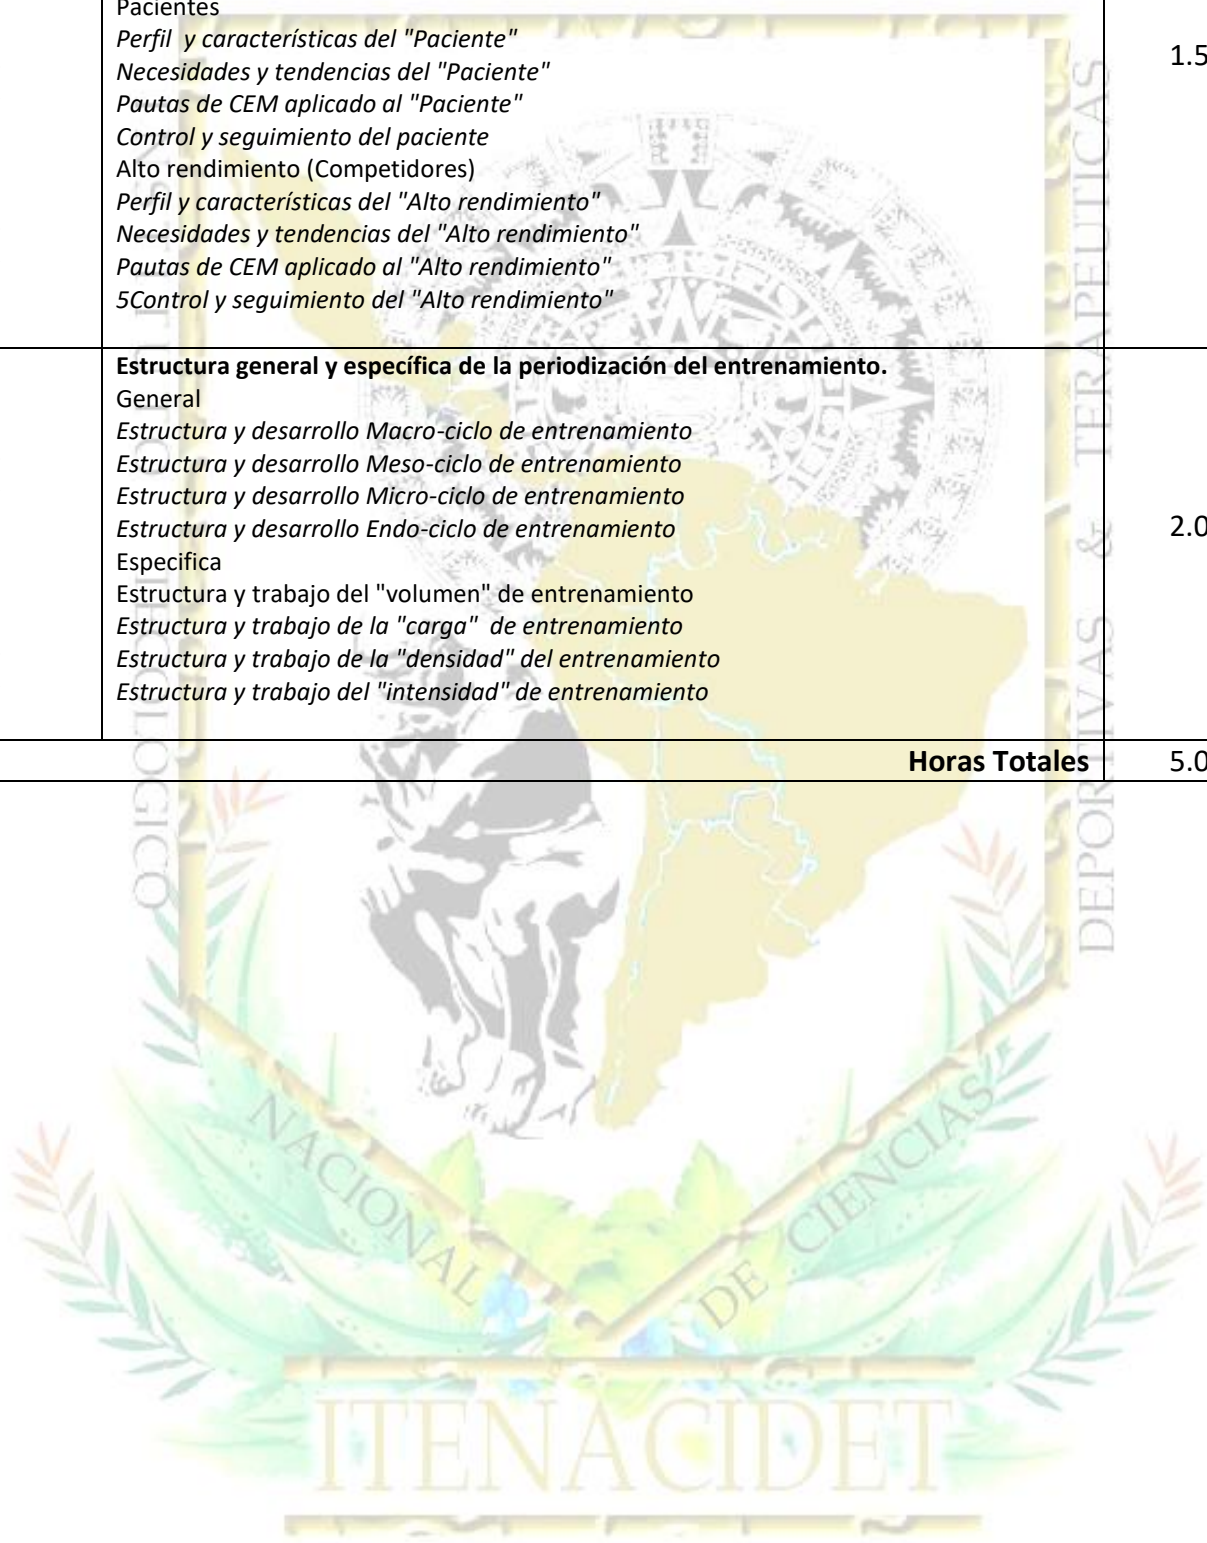 Pacientes
Perfil y características del "Paciente"
Necesidades y tendencias del "Paciente"
Pautas de CEM aplicado al "Paciente"
Control y seguimiento del paciente
Alto rendimiento (Competidores)
Perfil y características del "Alto rendimiento"
Necesidades y tendencias del "Alto rendimiento"
Pautas de CEM aplicado al "Alto rendimiento"
5Control y seguimiento del "Alto rendimiento"
1.5
Estructura general y específica de la periodización del entrenamiento.
General
Estructura y desarrollo Macro-ciclo de entrenamiento
Estructura y desarrollo Meso-ciclo de entrenamiento
Estructura y desarrollo Micro-ciclo de entrenamiento
Estructura y desarrollo Endo-ciclo de entrenamiento
Especifica
Estructura y trabajo del "volumen" de entrenamiento
Estructura y trabajo de la "carga" de entrenamiento
Estructura y trabajo de la "densidad" del entrenamiento
Estructura y trabajo del "intensidad" de entrenamiento
2.0
Horas Totales 5.0
INSTITUTO TECNOLOGICO
NACIONAL DE CIENCIAS
DEPORTIVAS & TERAPEUTICAS
ITENACIDET